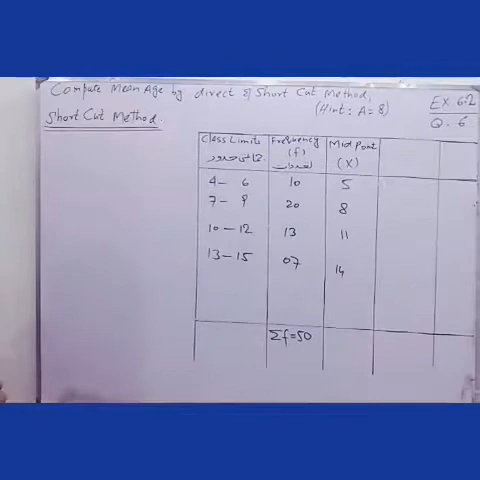 Compute Mean Age by direct & Short Cut Method.
(Hint: A=8)
EX 6.2
Q. 6
Short Cut Method
Class Limits Frequency Mid Point
(f) (X)
4- 6 10 5
7- 9 20 8
10-12 13 11
13-15 07 14
Σf=50